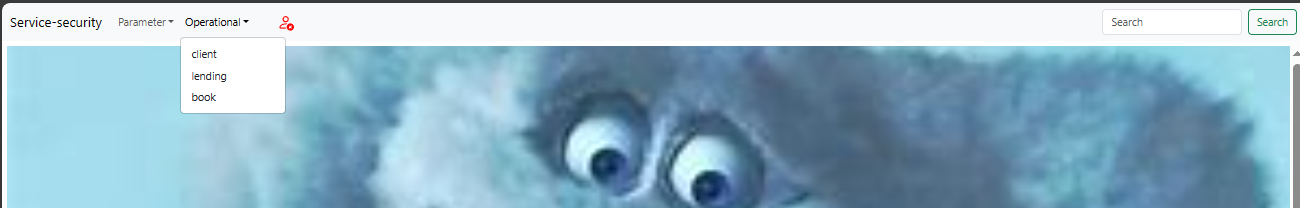 Service-security Parameter Operational Search Search
client
lending
book